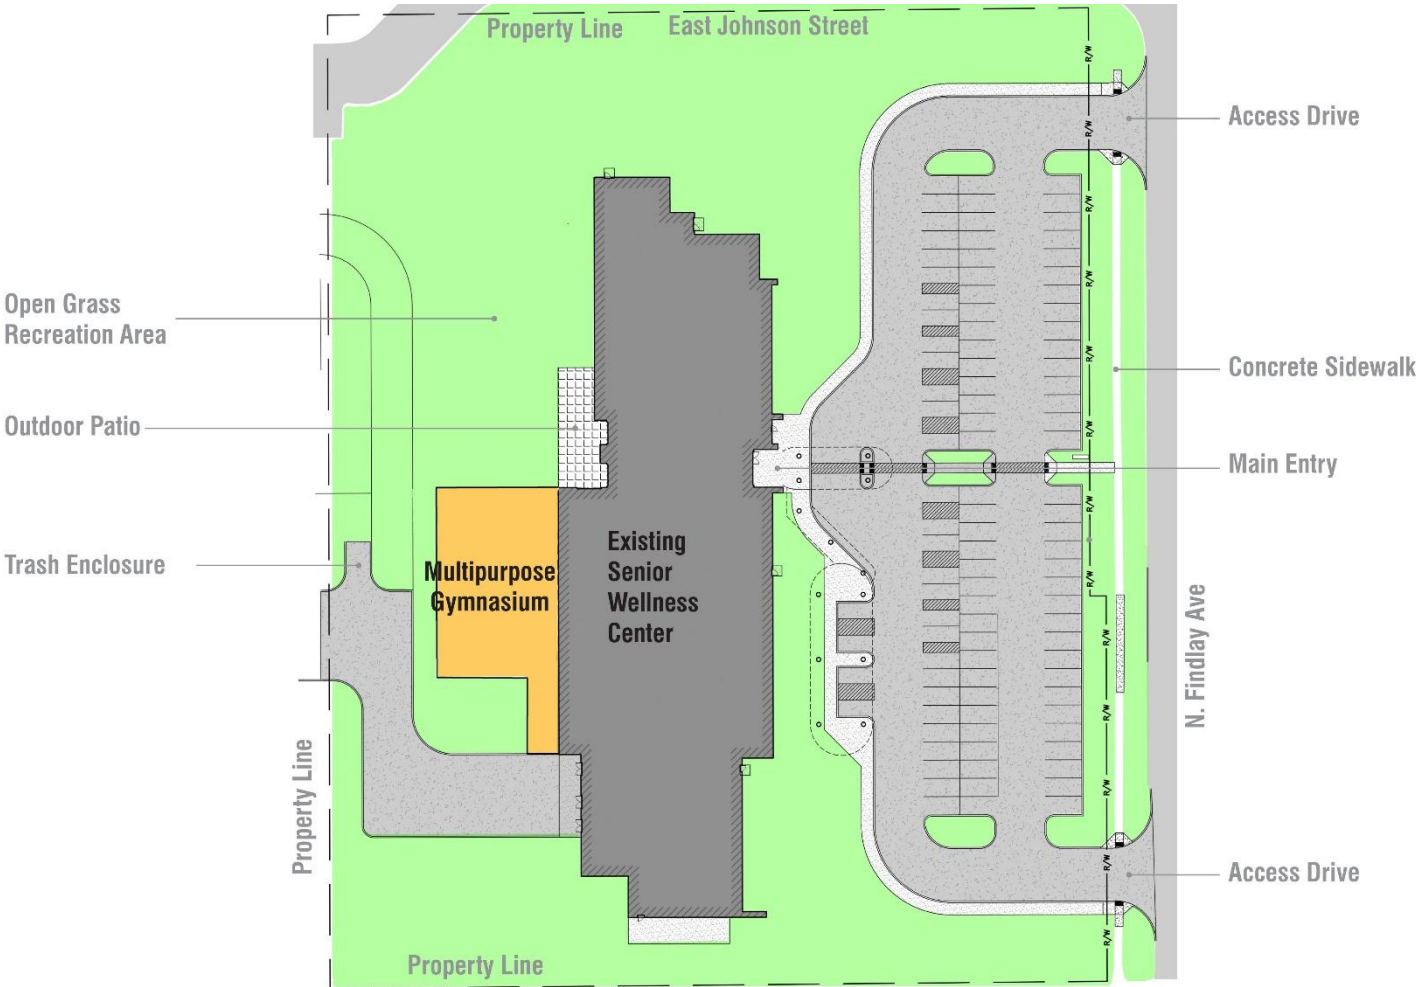 Property Line
East Johnson Street
Access Drive
Open Grass
Recreation Area
Concrete Sidewalk
Outdoor Patio
Main Entry
Existing
Senior
Wellness
Center
Multipurpose
Gymnasium
Trash Enclosure
N. Findlay Ave
Property Line
Access Drive
Property Line
R/W
R/W
R/W
R/W
R/W
R/W
R/W
R/W
R/W
R/W
R/W
R/W
R/W